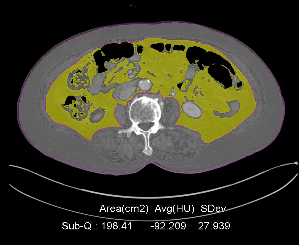 Area(cm2) Avg(HU) SDev
Sub-Q : 198.41 -92.209 27.939